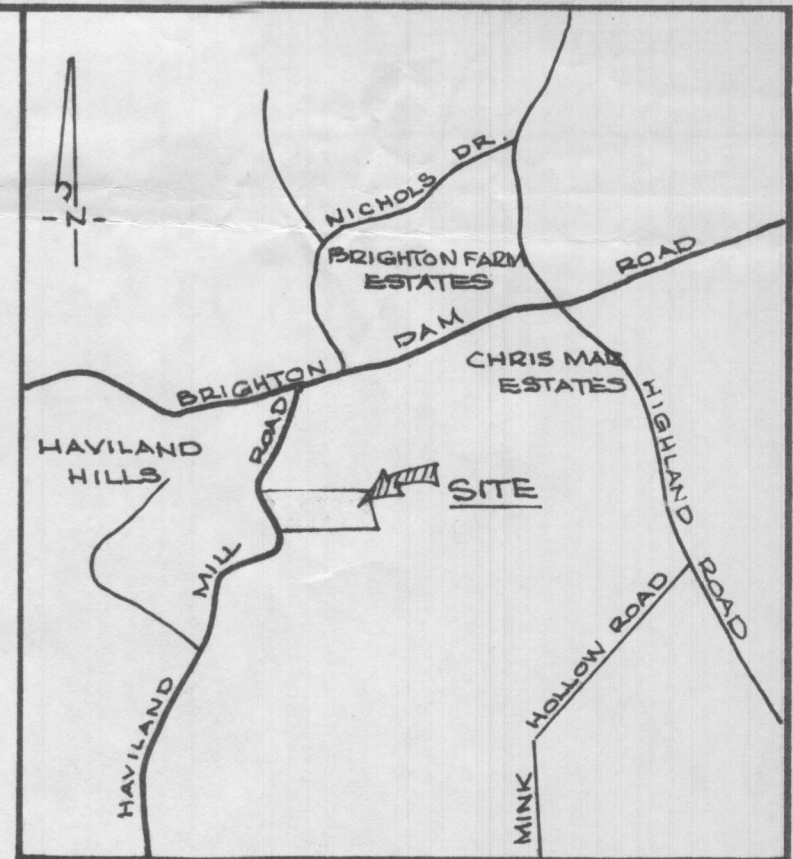 N
NICHOLS DR.
BRIGHTON FARM
ESTATES
BRIGHTON DAM ROAD
CHRIS MAR
ESTATES
HIGHLAND ROAD
HAVILAND
HILLS
SITE
HAVILAND MILL ROAD
MINK HOLLOW ROAD